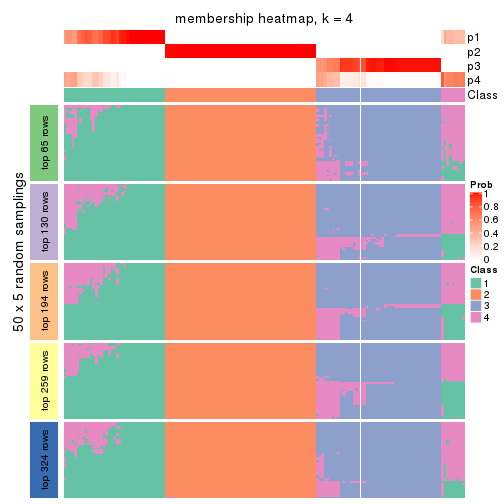 membership heatmap, k = 4
p1
p2
p3
p4
Class
50 x 5 random samplings
top 65 rows
top 130 rows
top 194 rows
top 259 rows
top 324 rows
Prob
1
0.8
0.6
0.4
0.2
0
Class
1
2
3
4